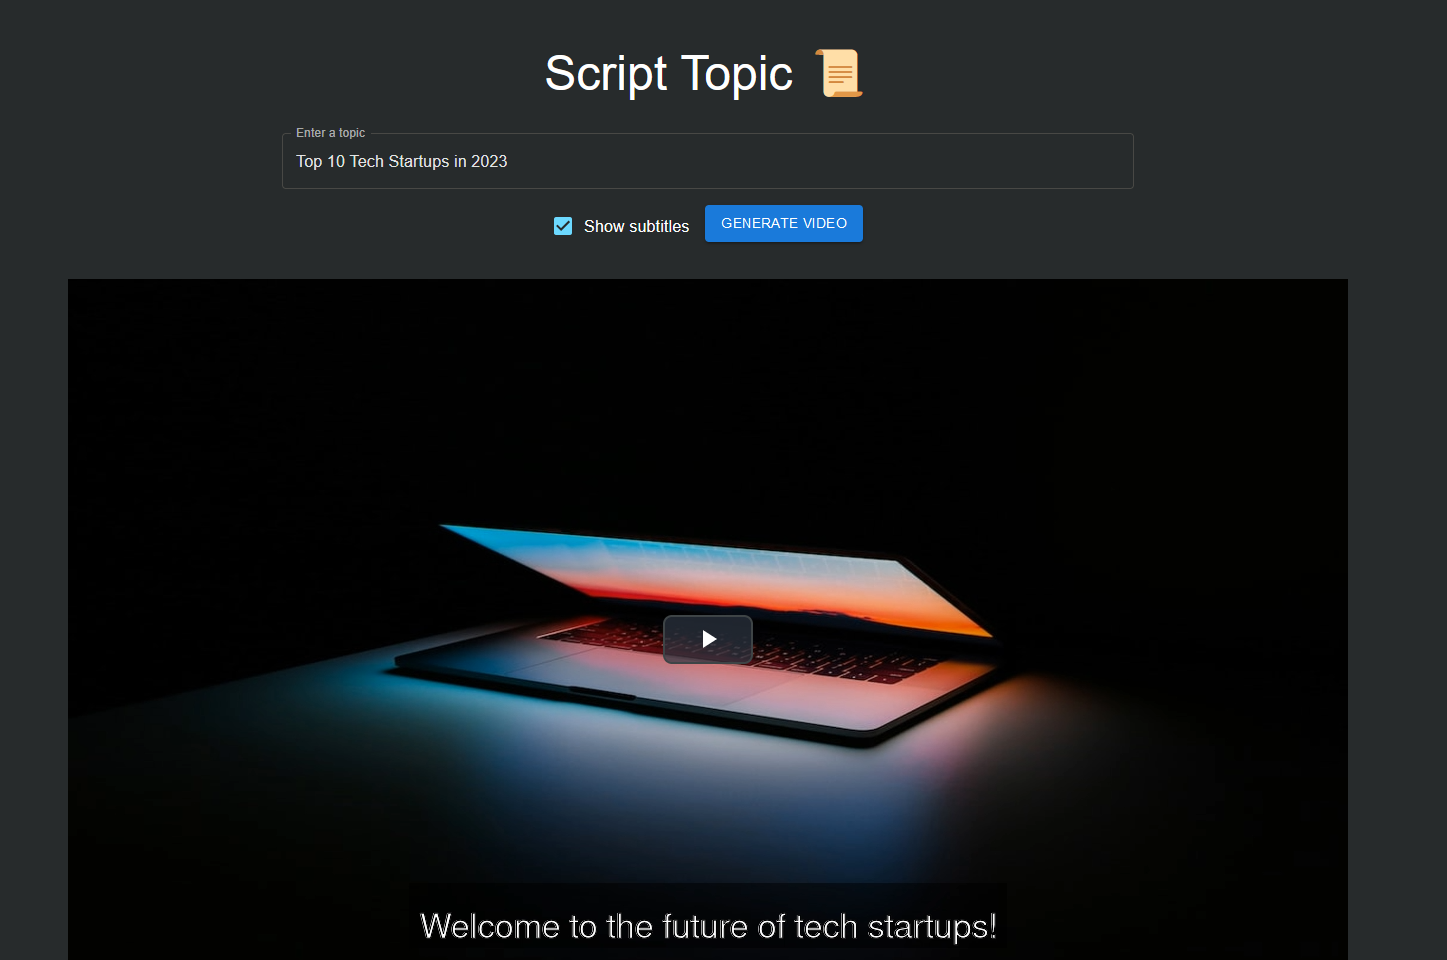 Script Topic 📜
Enter a topic
Top 10 Tech Startups in 2023
Show subtitles
GENERATE VIDEO
Welcome to the future of tech startups!